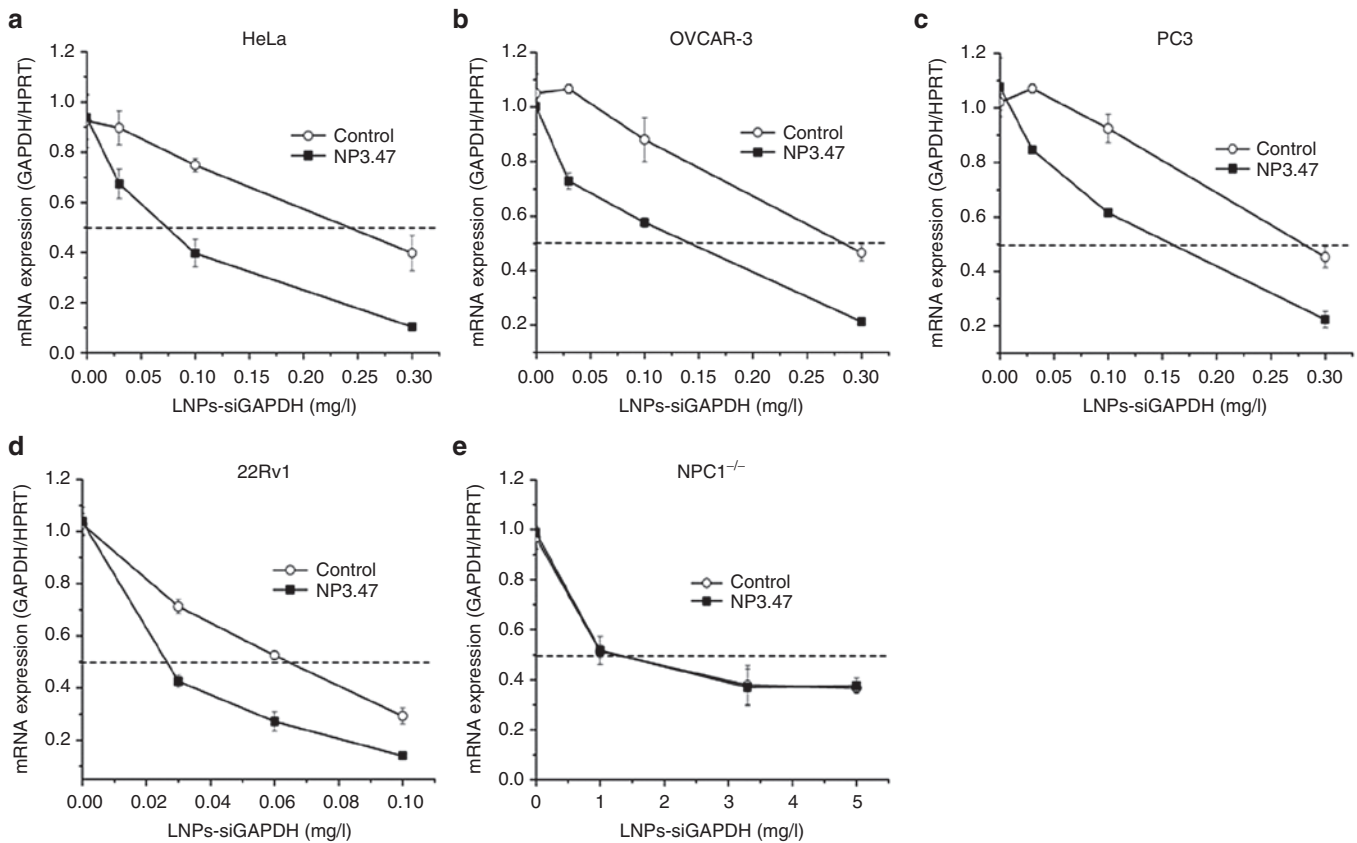 a
HeLa
mRNA expression (GAPDH/HPRT)
1.2
1.0
0.8
0.6
0.4
0.2
0.0
Control
NP3.47
0.00 0.05 0.10 0.15 0.20 0.25 0.30
LNPs-siGAPDH (mg/l)
b
OVCAR-3
mRNA expression (GAPDH/HPRT)
1.2
1.0
0.8
0.6
0.4
0.2
Control
NP3.47
0.00 0.05 0.10 0.15 0.20 0.25 0.30
LNPs-siGAPDH (mg/l)
c
PC3
mRNA expression (GAPDH/HPRT)
1.2
1.0
0.8
0.6
0.4
0.2
Control
NP3.47
0.00 0.05 0.10 0.15 0.20 0.25 0.30
LNPs-siGAPDH (mg/l)
d
22Rv1
mRNA expression (GAPDH/HPRT)
1.2
1.0
0.8
0.6
0.4
0.2
Control
NP3.47
0.00 0.02 0.04 0.06 0.08 0.10
LNPs-siGAPDH (mg/l)
e
NPC1⁻/⁻
mRNA expression (GAPDH/HPRT)
1.2
1.0
0.8
0.6
0.4
0.2
0.0
Control
NP3.47
0 1 2 3 4 5
LNPs-siGAPDH (mg/l)